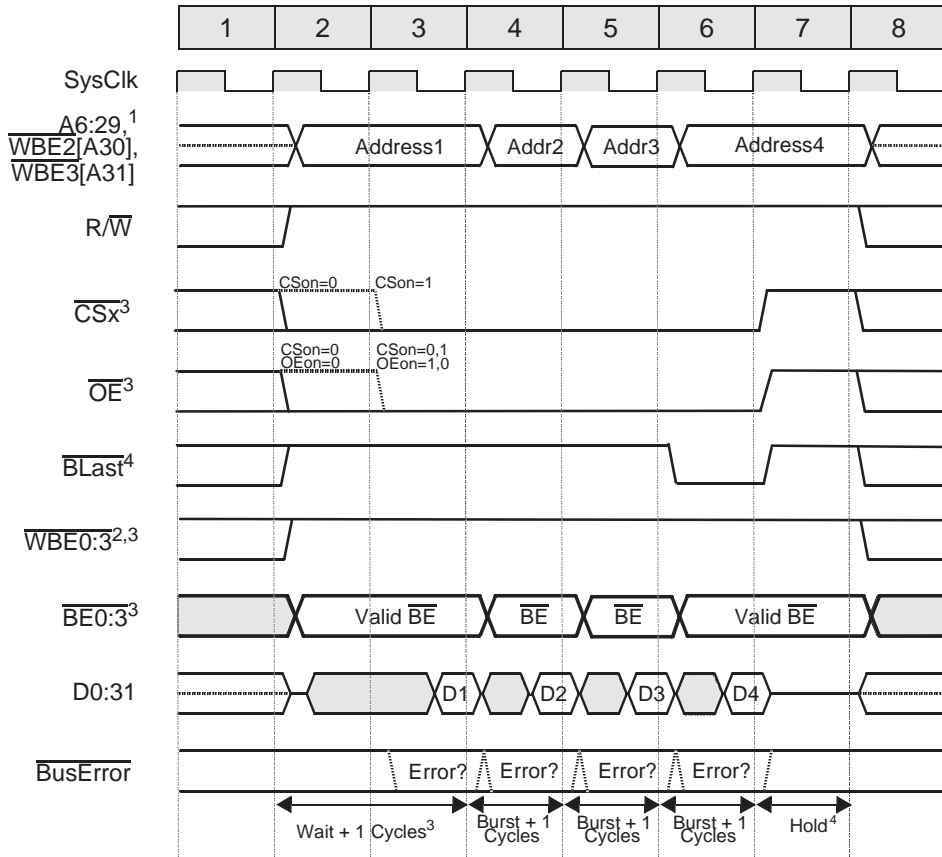 1 2 3 4 5 6 7 8
SysClk
A6:29,1
WBE2[A30],
WBE3[A31]
Address1 Addr2 Addr3 Address4
R/W
CSon=0 CSon=1
CSx3
CSon=0 CSon=0,1
OEon=0 OEon=1,0
OE3
BLast4
WBE0:32,3
BE0:33 Valid BE BE BE Valid BE
D0:31 D1 D2 D3 D4
BusError Error? Error? Error? Error?
Wait + 1 Cycles3
Burst + 1
Cycles
Burst + 1
Cycles
Burst + 1
Cycles
Hold4